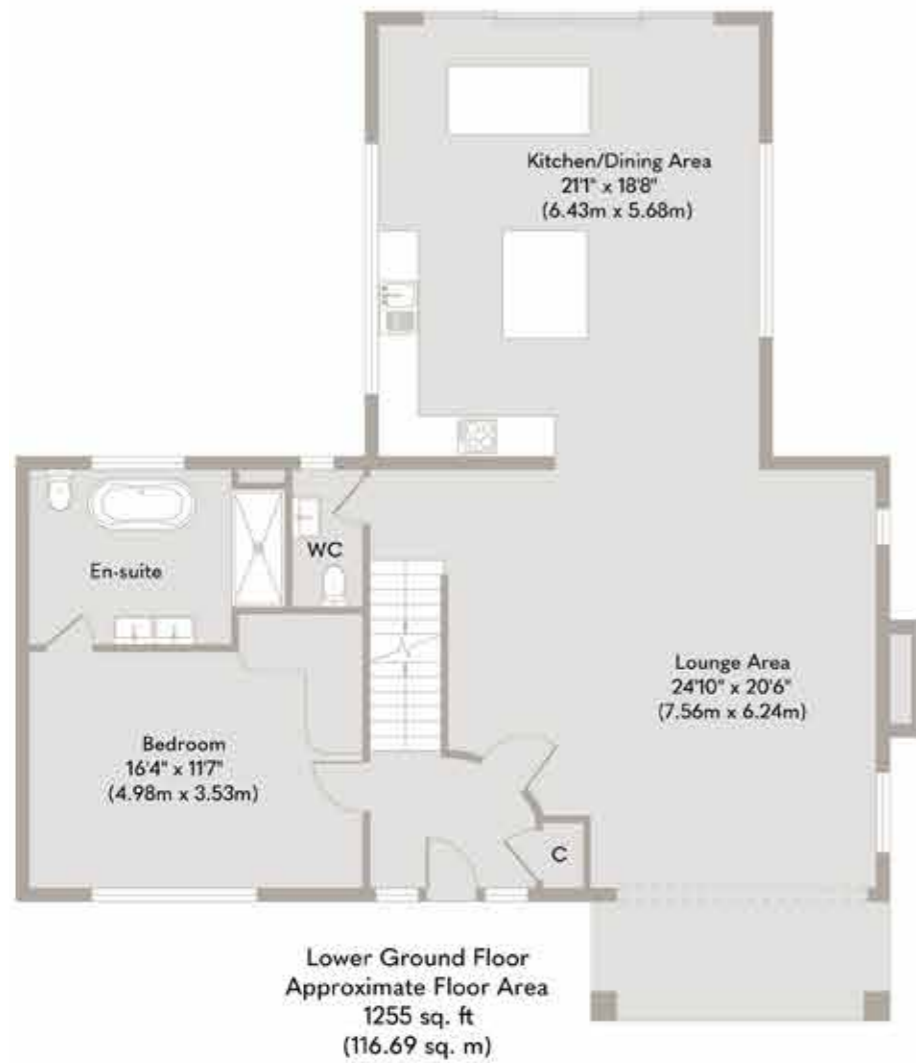 Kitchen/Dining Area
21'1" x 18'8"
(6.43m x 5.68m)
WC
En-suite
Lounge Area
24'10" x 20'6"
(7.56m x 6.24m)
Bedroom
16'4" x 11'7"
(4.98m x 3.53m)
C
Lower Ground Floor
Approximate Floor Area
1255 sq. ft
(116.69 sq. m)